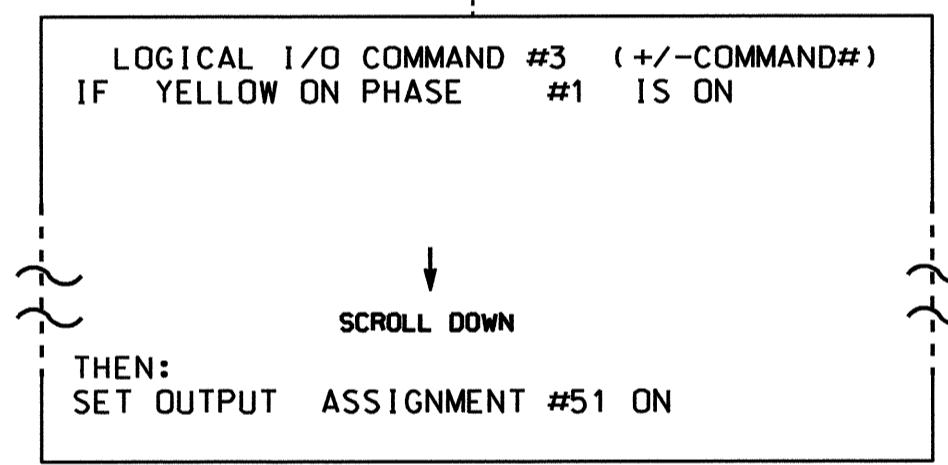 LOGICAL I/O COMMAND #3 (+/-COMMAND#)
IF YELLOW ON PHASE #1 IS ON
SCROLL DOWN
THEN:
SET OUTPUT ASSIGNMENT #51 ON